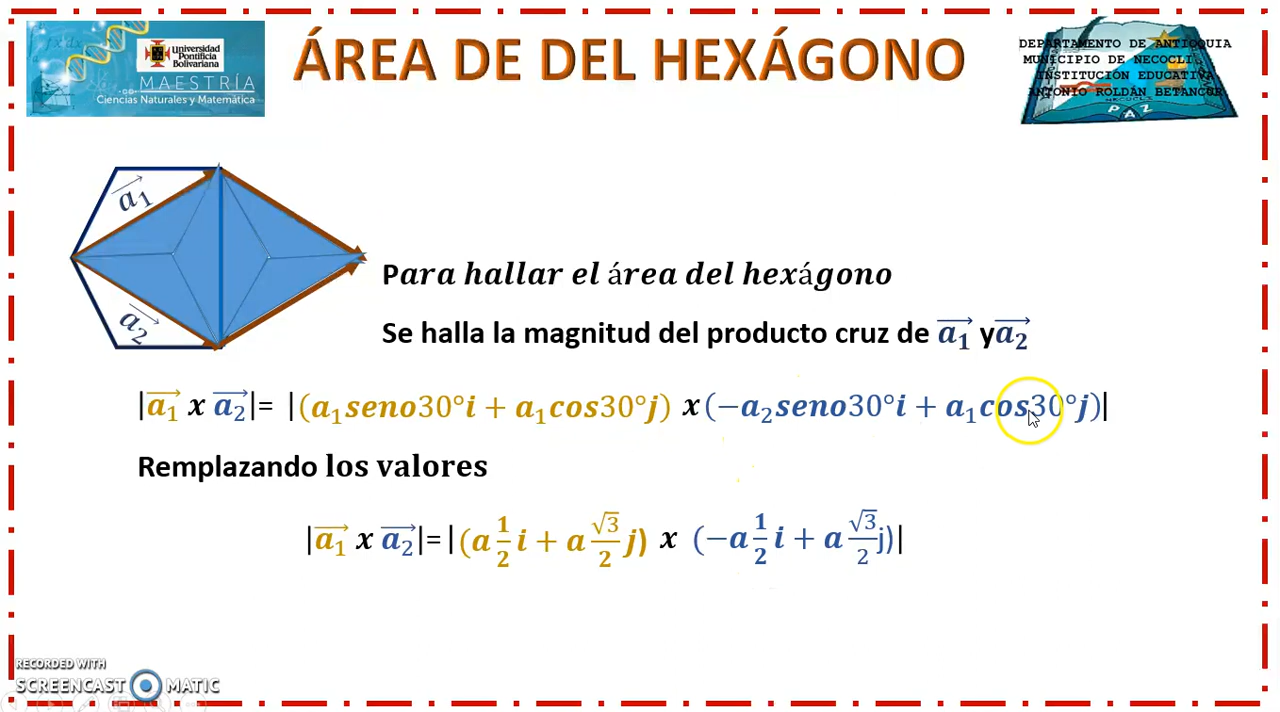 Universidad
Pontificia
Bolivariana
MAESTRÍA
Ciencias Naturales y Matemática
ÁREA DE DEL HEXÁGONO
DEPARTAMENTO DE ANTIOQUIA
MUNICIPIO DE NECOCLI.
INSTITUCIÓN EDUCATIVA
ANTONIO ROLDÁN BETANCUR
PAZ
a₁
a₂
Para hallar el área del hexágono
Se halla la magnitud del producto cruz de a₁ y a₂
|a₁ x a₂|= |(a₁seno30°i + a₁cos30°j) x (−a₂seno30°i + a₁cos30°j)|
Remplazando los valores
|a₁ x a₂|=|(a 1/2 i + a √3/2 j) x (−a 1/2 i + a √3/2 j)|
RECORDED WITH
SCREENCAST MATIC